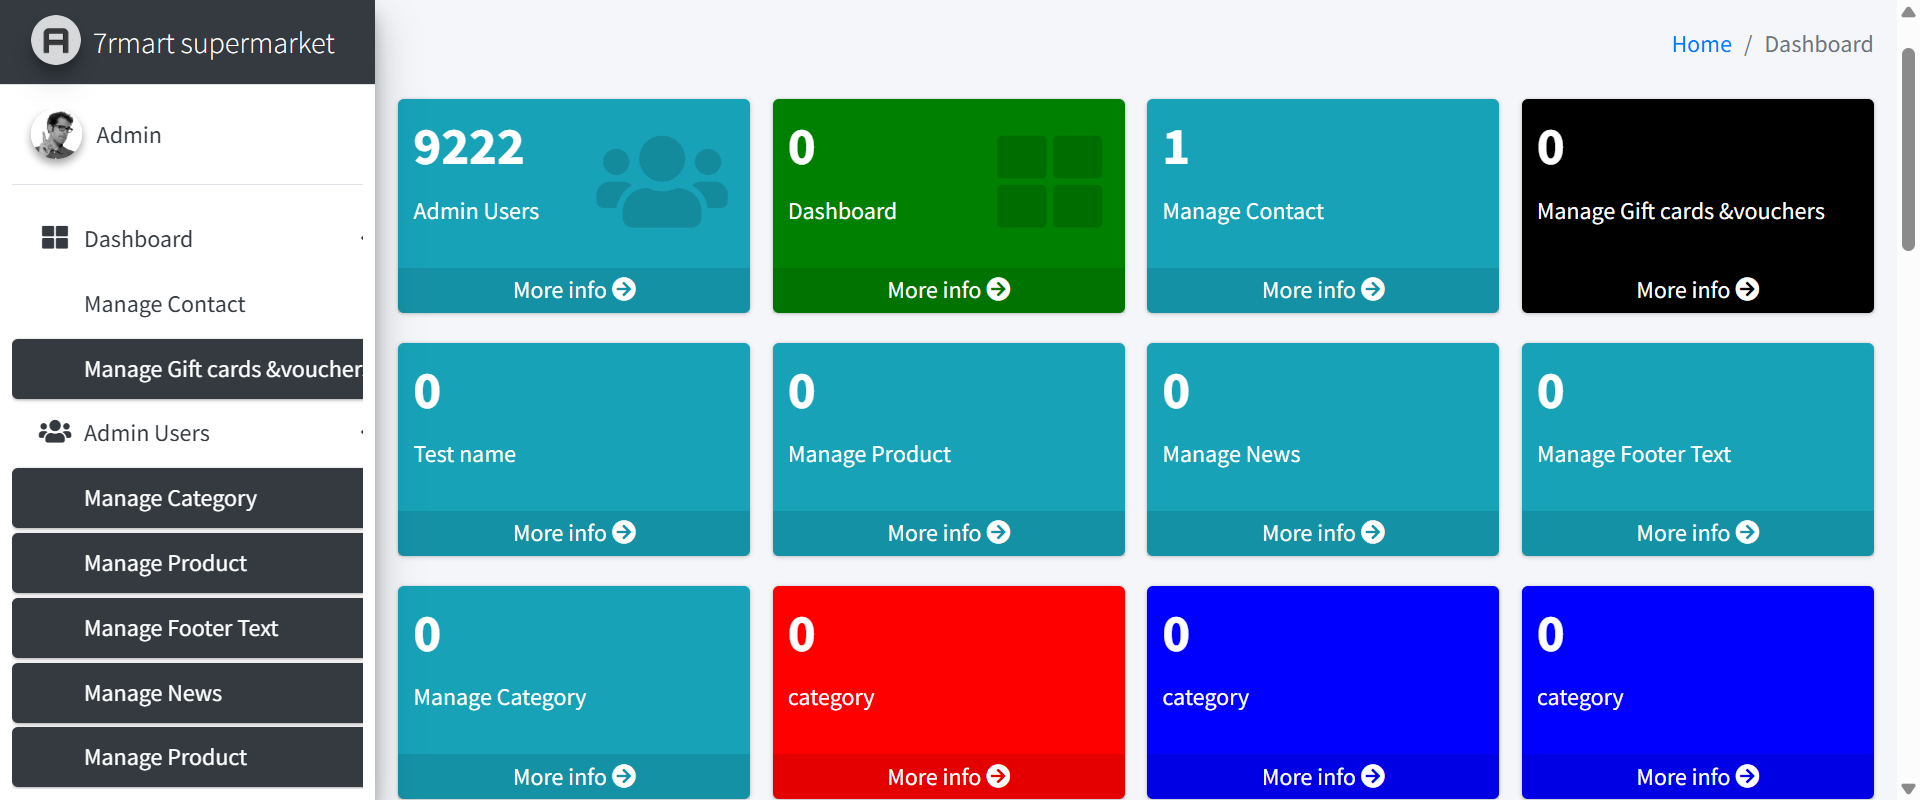 7rmart supermarket
Admin
Dashboard
Manage Contact
Manage Gift cards &voucher
Admin Users
Manage Category
Manage Product
Manage Footer Text
Manage News
Manage Product
Home / Dashboard
9222
Admin Users
More info
0
Dashboard
More info
1
Manage Contact
More info
0
Manage Gift cards &vouchers
More info
0
Test name
More info
0
Manage Product
More info
0
Manage News
More info
0
Manage Footer Text
More info
0
Manage Category
More info
0
category
More info
0
category
More info
0
category
More info